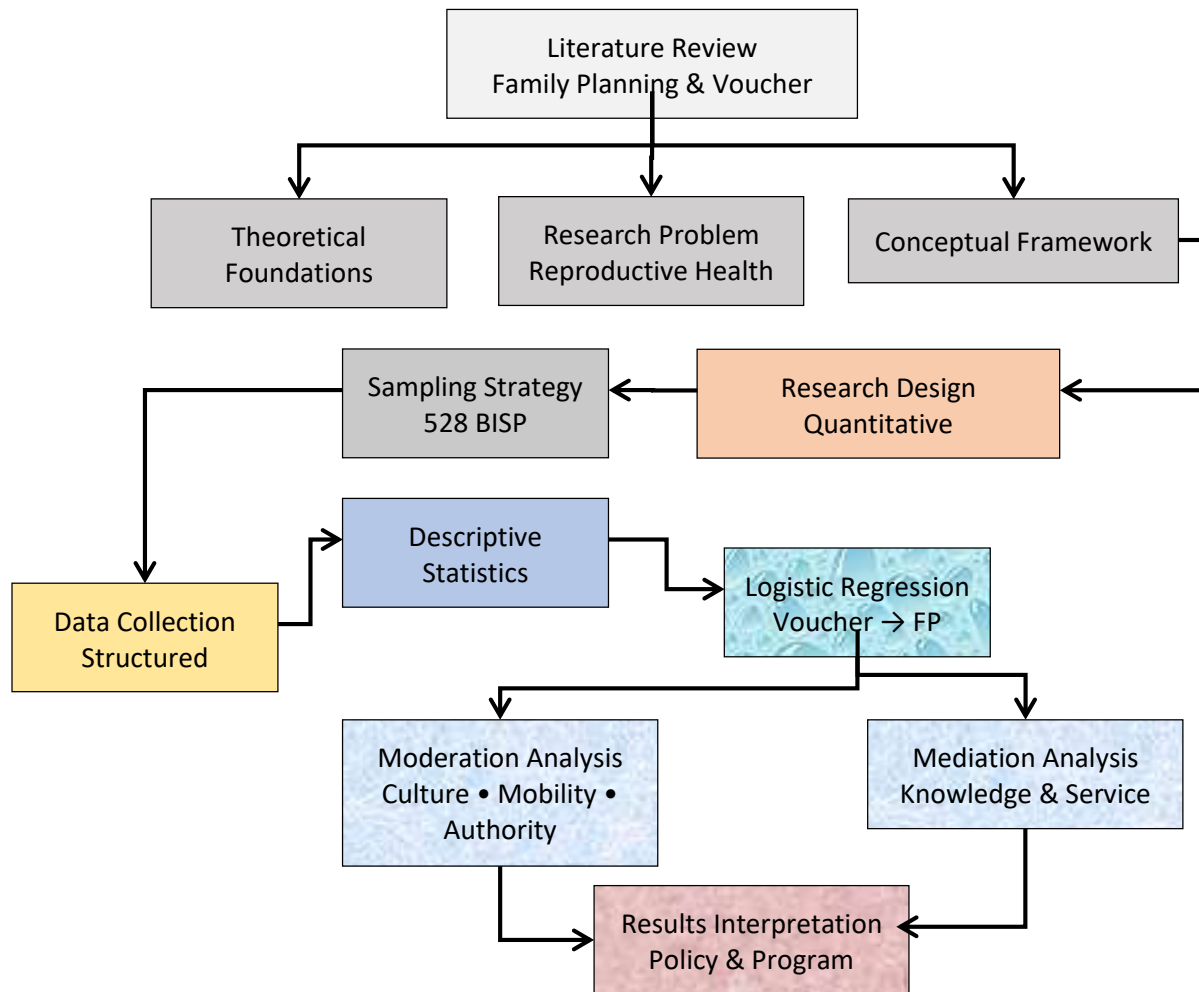 Literature Review
Family Planning & Voucher
Theoretical
Foundations
Research Problem
Reproductive Health
Conceptual Framework
Sampling Strategy
528 BISP
Research Design
Quantitative
Descriptive
Statistics
Logistic Regression
Voucher → FP
Data Collection
Structured
Moderation Analysis
Culture • Mobility •
Authority
Mediation Analysis
Knowledge & Service
Results Interpretation
Policy & Program